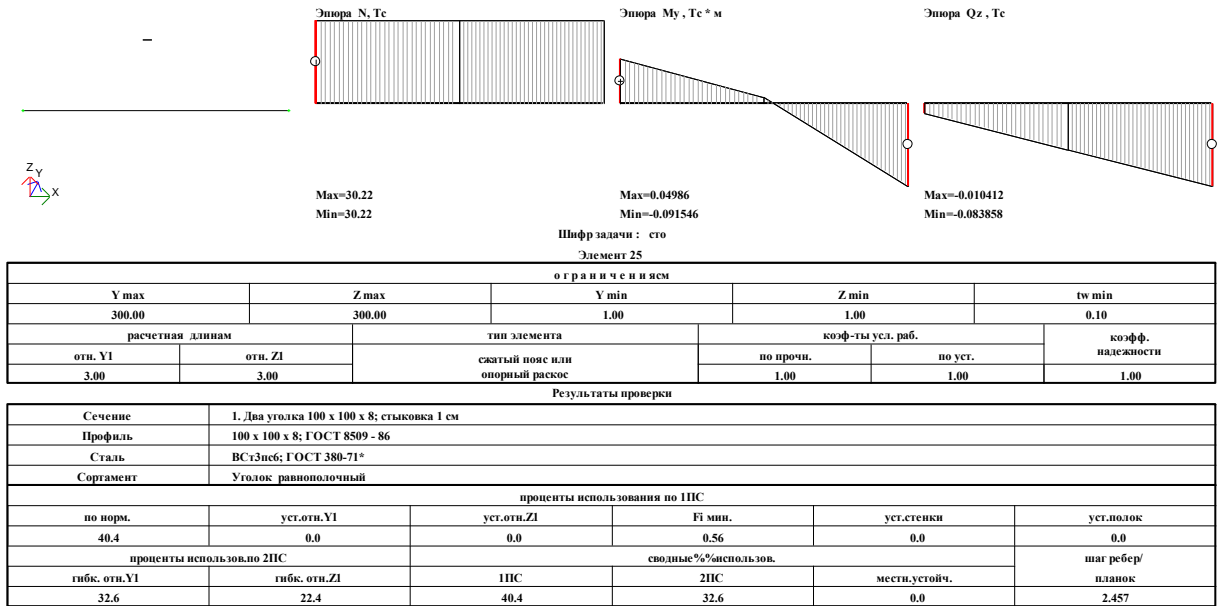 Эпюра N, Тс
Эпюра My , Тс * м
Эпюра Qz , Тс
Z
Y
X
Max=30.22
Min=30.22
Max=0.04986
Min=-0.091546
Max=-0.010412
Min=-0.083858
Шифр задачи : сто
Элемент 25
о г р а н и ч е н и ясм
Y max Z max Y min Z min tw min
300.00 300.00 1.00 1.00 0.10
расчетная длинам тип элемента коэф-ты усл. раб. коэфф. надежности
отн. Y1 отн. Z1 сжатый пояс или опорный раскос по прочн. по уст.
3.00 3.00 1.00 1.00 1.00
Результаты проверки
Сечение 1. Два уголка 100 x 100 x 8; стыковка 1 см
Профиль 100 x 100 x 8; ГОСТ 8509 - 86
Сталь ВСт3пс6; ГОСТ 380-71*
Сортамент Уголок равнополочный
проценты использования по 1ПС
по норм. уст.отн.Y1 уст.отн.Z1 Fi мин. уст.стенки уст.полок
40.4 0.0 0.0 0.56 0.0 0.0
проценты использов.по 2ПС сводные%%использов. шаг ребер/ планок
гибк. отн.Y1 гибк. отн.Z1 1ПС 2ПС местн.устойч.
32.6 22.4 40.4 32.6 0.0 2.457